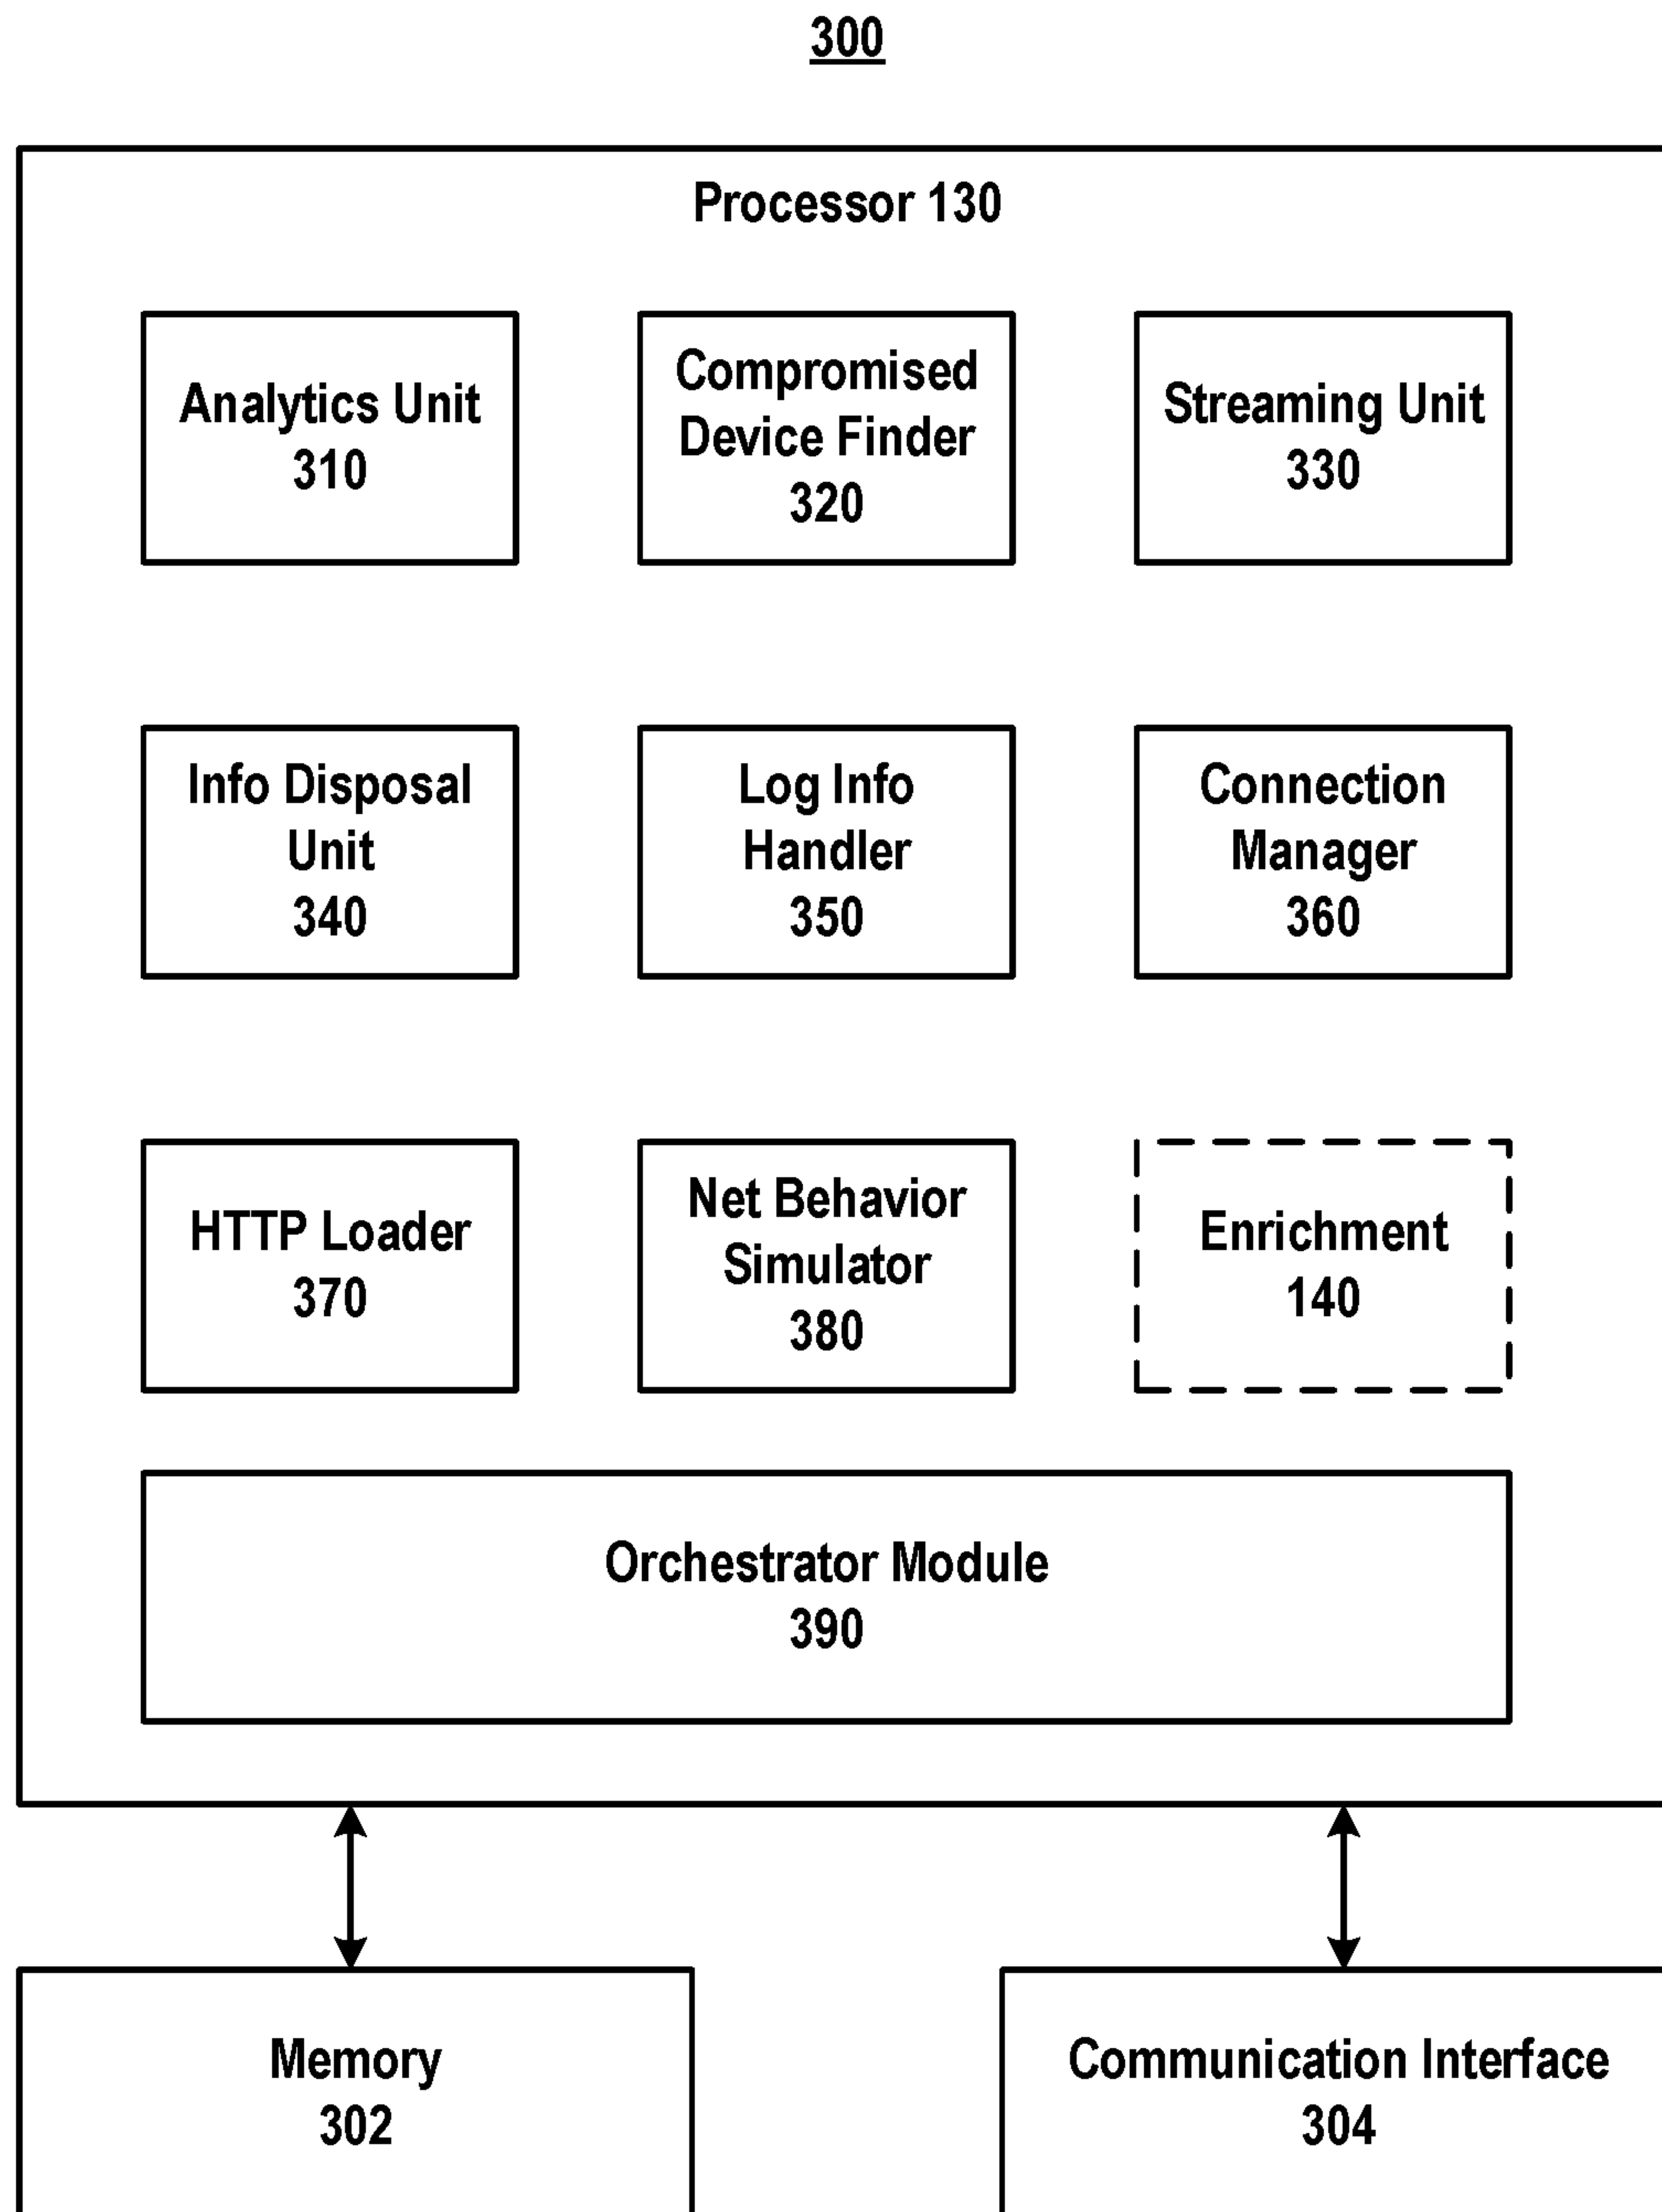 300
Processor 130
Analytics Unit
310
Compromised
Device Finder
320
Streaming Unit
330
Info Disposal
Unit
340
Log Info
Handler
350
Connection
Manager
360
HTTP Loader
370
Net Behavior
Simulator
380
Enrichment
140
Orchestrator Module
390
Memory
302
Communication Interface
304